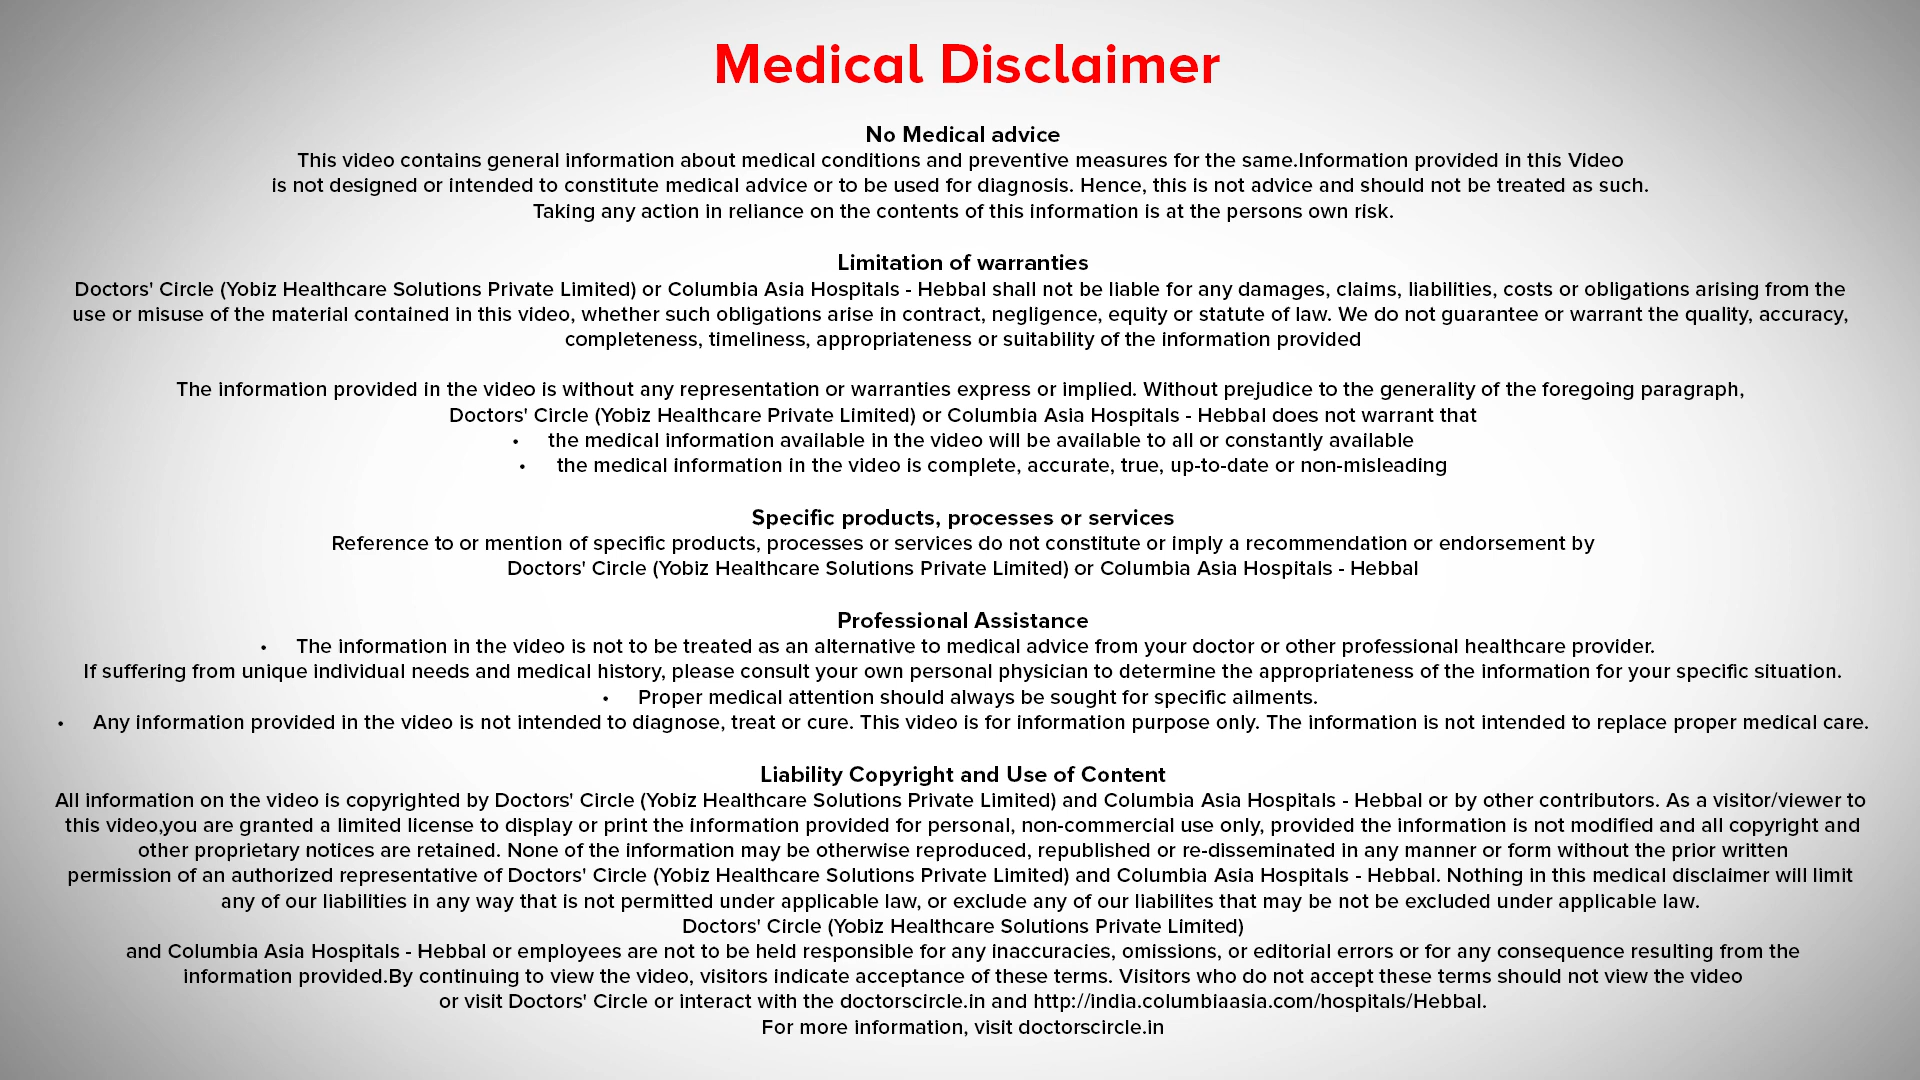 Medical Disclaimer
No Medical advice
This video contains general information about medical conditions and preventive measures for the same.Information provided in this Video
is not designed or intended to constitute medical advice or to be used for diagnosis. Hence, this is not advice and should not be treated as such.
Taking any action in reliance on the contents of this information is at the persons own risk.
Limitation of warranties
Doctors' Circle (Yobiz Healthcare Solutions Private Limited) or Columbia Asia Hospitals - Hebbal shall not be liable for any damages, claims, liabilities, costs or obligations arising from the
use or misuse of the material contained in this video, whether such obligations arise in contract, negligence, equity or statute of law. We do not guarantee or warrant the quality, accuracy,
completeness, timeliness, appropriateness or suitability of the information provided
The information provided in the video is without any representation or warranties express or implied. Without prejudice to the generality of the foregoing paragraph,
Doctors' Circle (Yobiz Healthcare Private Limited) or Columbia Asia Hospitals - Hebbal does not warrant that
• the medical information available in the video will be available to all or constantly available
• the medical information in the video is complete, accurate, true, up-to-date or non-misleading
Specific products, processes or services
Reference to or mention of specific products, processes or services do not constitute or imply a recommendation or endorsement by
Doctors' Circle (Yobiz Healthcare Solutions Private Limited) or Columbia Asia Hospitals - Hebbal
Professional Assistance
• The information in the video is not to be treated as an alternative to medical advice from your doctor or other professional healthcare provider.
If suffering from unique individual needs and medical history, please consult your own personal physician to determine the appropriateness of the information for your specific situation.
• Proper medical attention should always be sought for specific ailments.
• Any information provided in the video is not intended to diagnose, treat or cure. This video is for information purpose only. The information is not intended to replace proper medical care.
Liability Copyright and Use of Content
All information on the video is copyrighted by Doctors' Circle (Yobiz Healthcare Solutions Private Limited) and Columbia Asia Hospitals - Hebbal or by other contributors. As a visitor/viewer to
this video,you are granted a limited license to display or print the information provided for personal, non-commercial use only, provided the information is not modified and all copyright and
other proprietary notices are retained. None of the information may be otherwise reproduced, republished or re-disseminated in any manner or form without the prior written
permission of an authorized representative of Doctors' Circle (Yobiz Healthcare Solutions Private Limited) and Columbia Asia Hospitals - Hebbal. Nothing in this medical disclaimer will limit
any of our liabilities in any way that is not permitted under applicable law, or exclude any of our liabilites that may be not be excluded under applicable law.
Doctors' Circle (Yobiz Healthcare Solutions Private Limited)
and Columbia Asia Hospitals - Hebbal or employees are not to be held responsible for any inaccuracies, omissions, or editorial errors or for any consequence resulting from the
information provided.By continuing to view the video, visitors indicate acceptance of these terms. Visitors who do not accept these terms should not view the video
or visit Doctors' Circle or interact with the doctorscircle.in and http://india.columbiaasia.com/hospitals/Hebbal.
For more information, visit doctorscircle.in